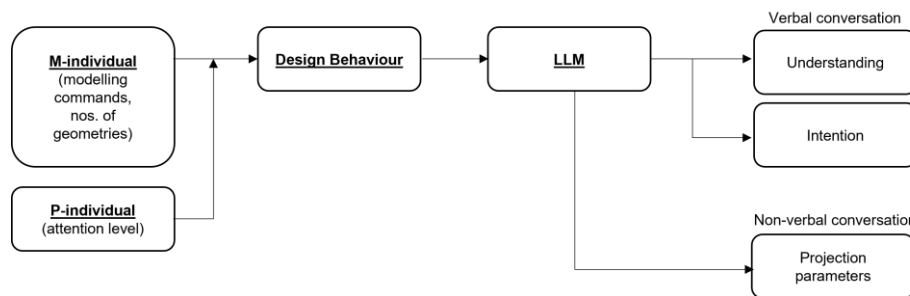 Verbal conversation
M-individual
(modelling
commands,
nos. of
geometries)
Design Behaviour
LLM
Understanding
Intention
P-individual
(attention level)
Non-verbal conversation
Projection
parameters